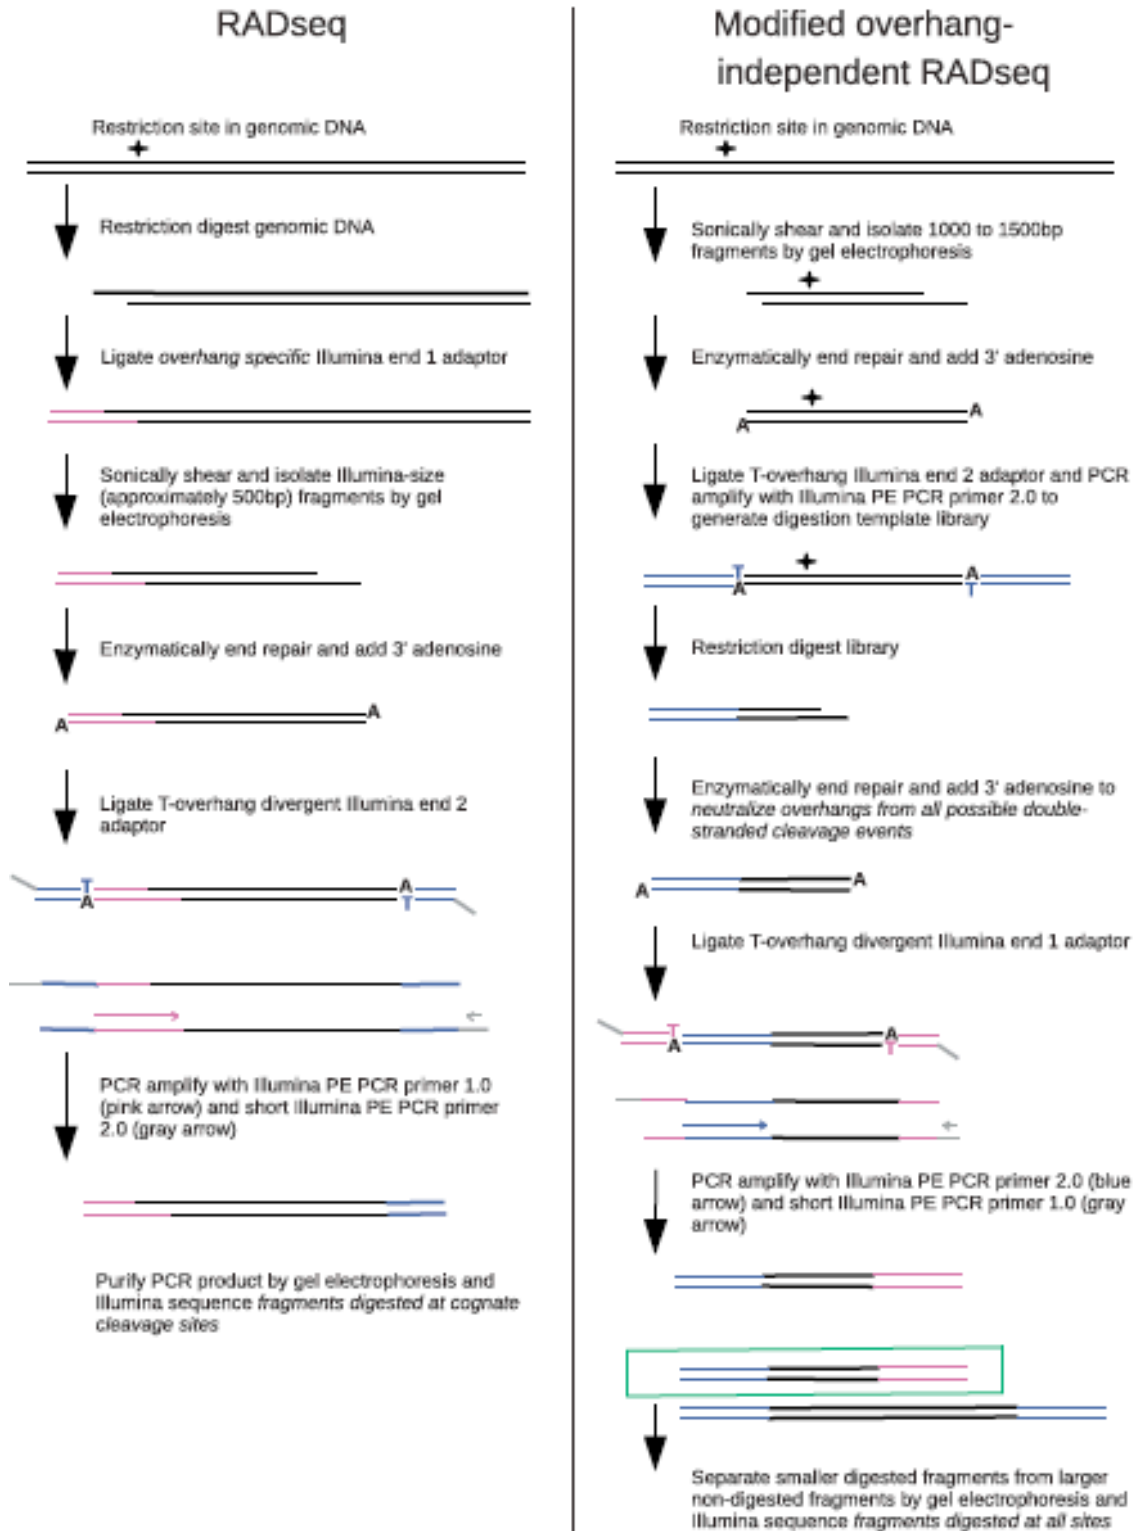 RADseq
Restriction site in genomic DNA
Restriction digest genomic DNA
Ligate overhang specific Illumina end 1 adaptor
Sonically shear and isolate Illumina-size
(approximately 500bp) fragments by gel
electrophoresis
Enzymatically end repair and add 3' adenosine
A
A
Ligate T-overhang divergent Illumina end 2
adaptor
T
A
A
T
PCR amplify with Illumina PE PCR primer 1.0
(pink arrow) and short Illumina PE PCR primer
2.0 (gray arrow)
Purify PCR product by gel electrophoresis and
Illumina sequence fragments digested at cognate
cleavage sites
Modified overhang-
independent RADseq
Restriction site in genomic DNA
Sonically shear and isolate 1000 to 1500bp
fragments by gel electrophoresis
Enzymatically end repair and add 3' adenosine
A
A
Ligate T-overhang Illumina end 2 adaptor and PCR
amplify with Illumina PE PCR primer 2.0 to
generate digestion template library
T
A
A
T
Restriction digest library
Enzymatically end repair and add 3' adenosine to
neutralize overhangs from all possible double-
stranded cleavage events
A
A
Ligate T-overhang divergent Illumina end 1 adaptor
T
A
A
T
PCR amplify with Illumina PE PCR primer 2.0 (blue
arrow) and short Illumina PE PCR primer 1.0 (gray
arrow)
Separate smaller digested fragments from larger
non-digested fragments by gel electrophoresis and
Illumina sequence fragments digested at all sites